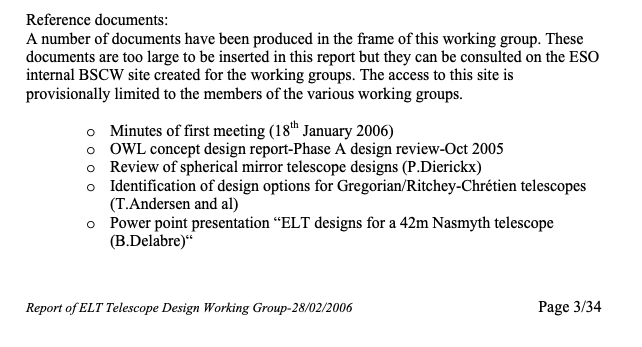 Reference documents:
A number of documents have been produced in the frame of this working group. These
documents are too large to be inserted in this report but they can be consulted on the ESO
internal BSCW site created for the working groups. The access to this site is
provisionally limited to the members of the various working groups.
o Minutes of first meeting (18th January 2006)
o OWL concept design report-Phase A design review-Oct 2005
o Review of spherical mirror telescope designs (P.Dierickx)
o Identification of design options for Gregorian/Ritchey-Chrétien telescopes
(T.Andersen and al)
o Power point presentation “ELT designs for a 42m Nasmyth telescope
(B.Delabre)“
Report of ELT Telescope Design Working Group-28/02/2006 Page 3/34